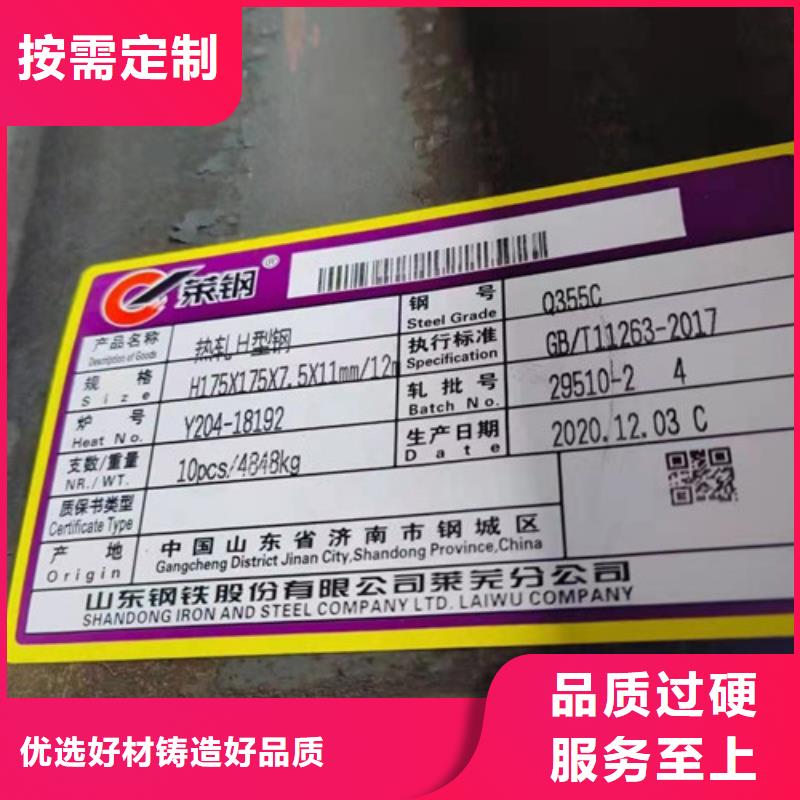 按需定制
莱钢®
产品名称 热轧H型钢
Description of Goods
钢 号 Q355C
Steel Grade
规 格 H175X175X7.5X11mm/12m
Size
执行标准 GB/T11263-2017
Specification
炉 号 Y204-18192
Heat No.
轧批号 29510-2 4
Batch No.
支数/重量 10pcs/4848kg
NR./WT.
生产日期 2020.12.03 C
Date
质保书类型
Certificate Type
产 地 中国山东省济南市钢城区
Origin Gangcheng District Jinan City,Shandong Province,China
山东钢铁股份有限公司莱芜分公司
SHANDONG IRON AND STEEL COMPANY LTD. LAIWU COMPANY
优选好材铸造好品质
品质过硬
服务至上